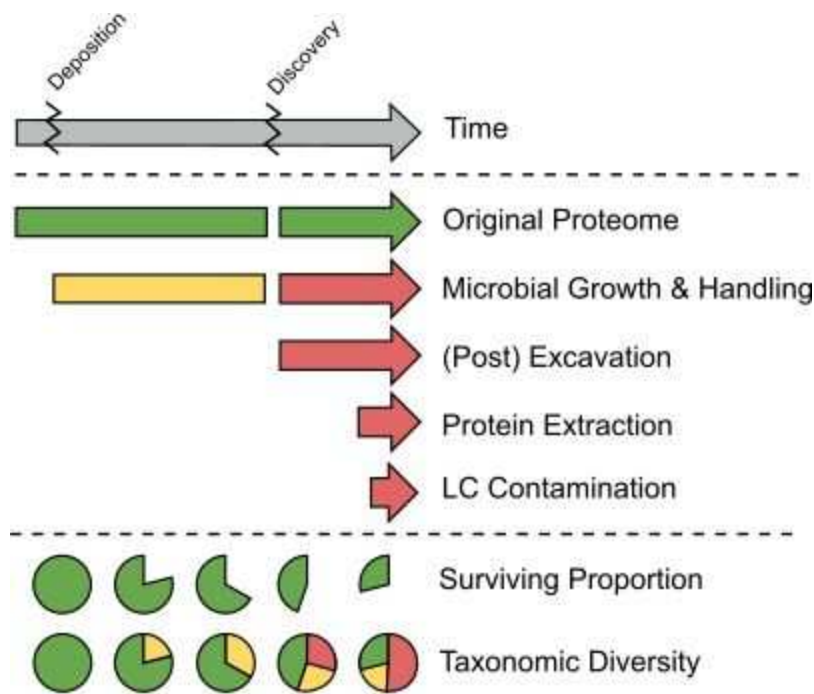 Deposition
Discovery
Time
Original Proteome
Microbial Growth & Handling
(Post) Excavation
Protein Extraction
LC Contamination
Surviving Proportion
Taxonomic Diversity